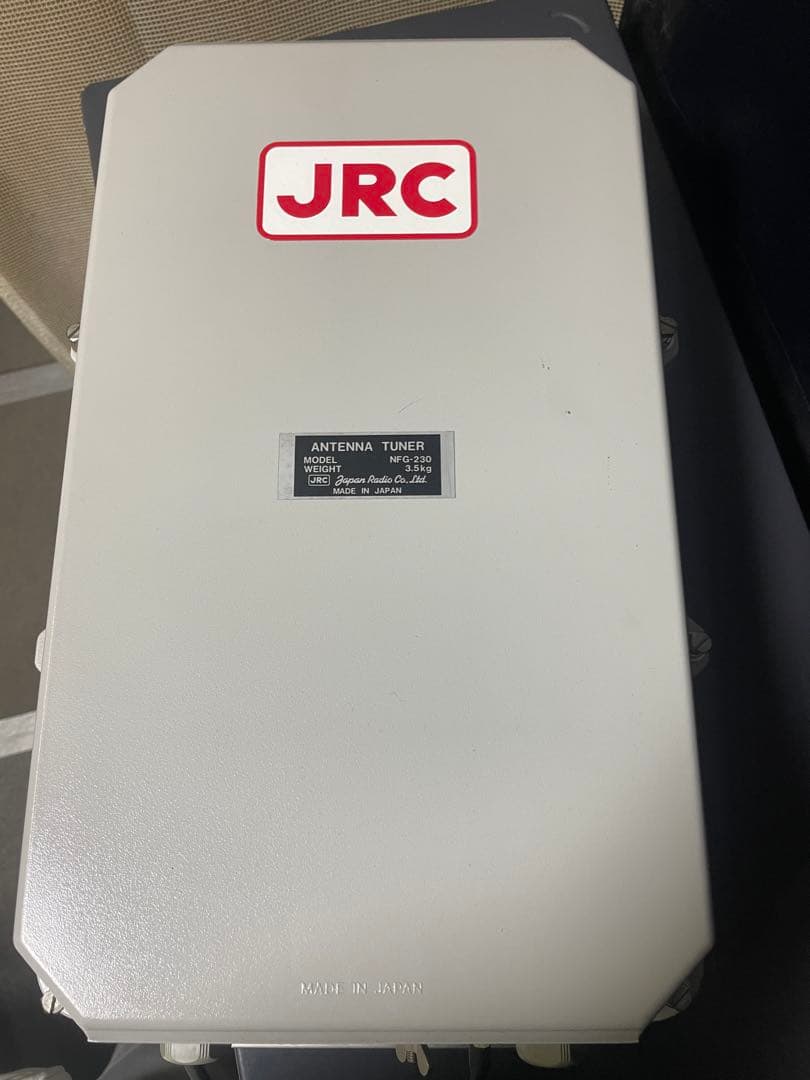 JRC
ANTENNA TUNER
MODEL NFG-230
WEIGHT 3.5kg
JRC Japan Radio Co., Ltd.
MADE IN JAPAN
MADE IN JAPAN